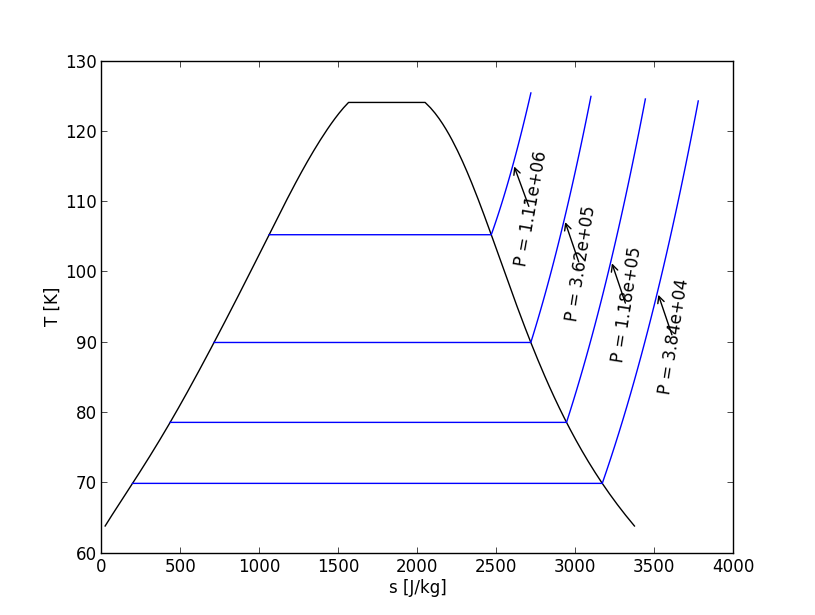 130
120
110
100
90
80
70
60
T [K]
P = 1.11e+06
P = 3.62e+05
P = 1.18e+05
P = 3.84e+04
0 500 1000 1500 2000 2500 3000 3500 4000
s [J/kg]